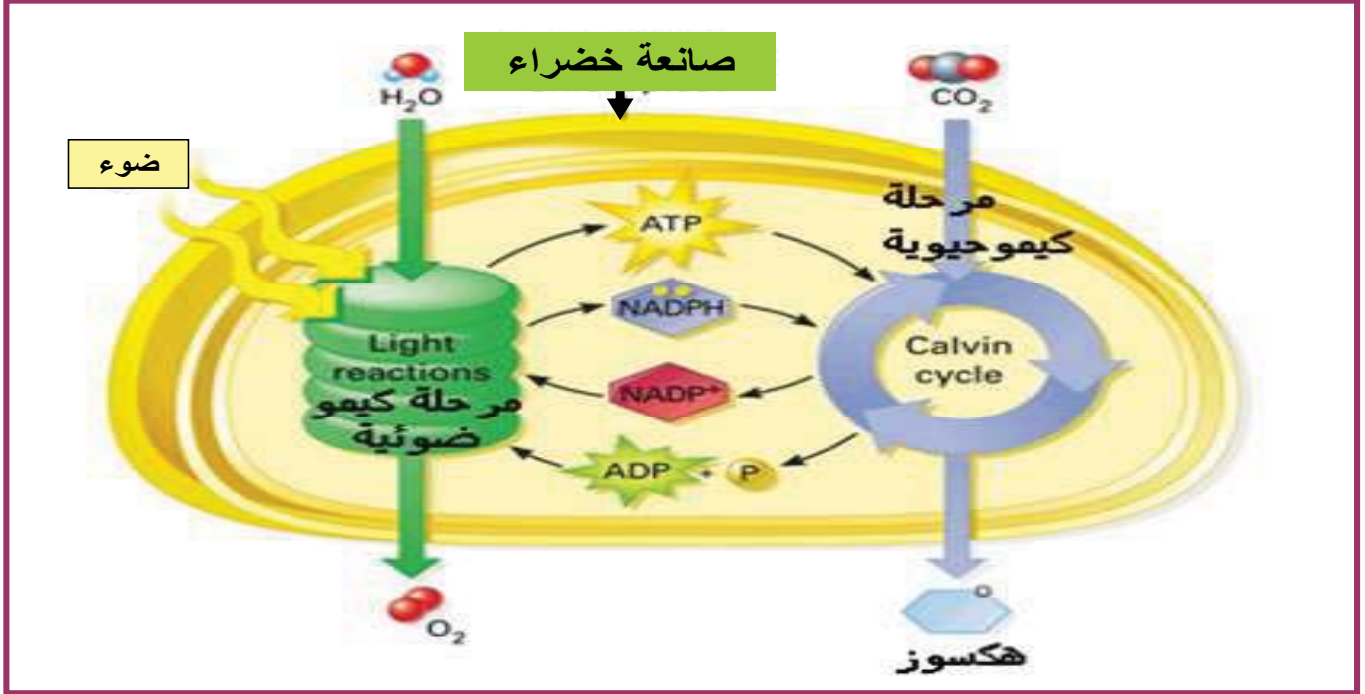 صانعة خضراء
H₂O
CO₂
ضوء
مرحلة
كيموحيوية
ATP
NADPH
Light
reactions
مرحلة كيمو
ضوئية
Calvin
cycle
NADP⁺
ADP + P
O₂
O
هكسوز